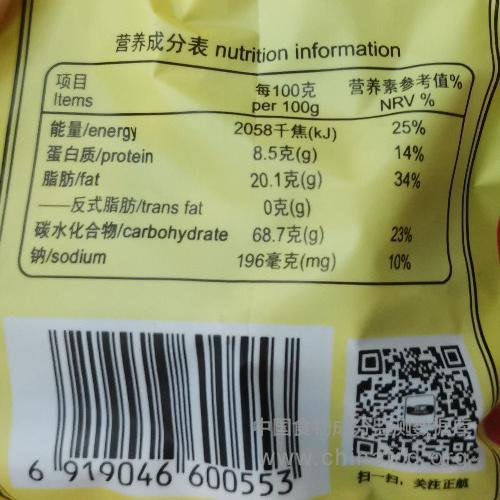 营养成分表 nutrition information
项目 每100克 营养素参考值%
Items per 100g NRV %
能量/energy 2058千焦(kJ) 25%
蛋白质/protein 8.5克(g) 14%
脂肪/fat 20.1克(g) 34%
——反式脂肪/trans fat 0克(g)
碳水化合物/carbohydrate 68.7克(g) 23%
钠/sodium 196毫克(mg) 10%
6 919046 600553
扫一扫，关注正航